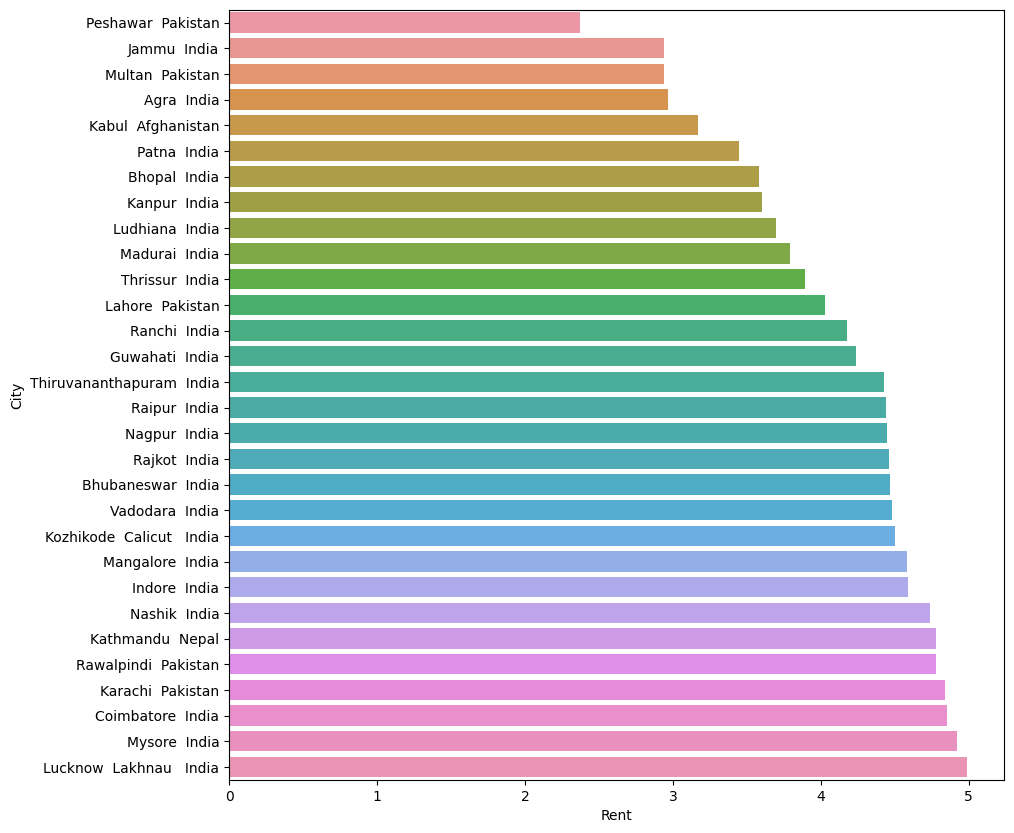 Peshawar  Pakistan
Jammu  India
Multan  Pakistan
Agra  India
Kabul  Afghanistan
Patna  India
Bhopal  India
Kanpur  India
Ludhiana  India
Madurai  India
Thrissur  India
Lahore  Pakistan
Ranchi  India
Guwahati  India
Thiruvananthapuram  India
Raipur  India
Nagpur  India
Rajkot  India
Bhubaneswar  India
Vadodara  India
Kozhikode  Calicut   India
Mangalore  India
Indore  India
Nashik  India
Kathmandu  Nepal
Rawalpindi  Pakistan
Karachi  Pakistan
Coimbatore  India
Mysore  India
Lucknow  Lakhnau   India
City
0 1 2 3 4 5
Rent